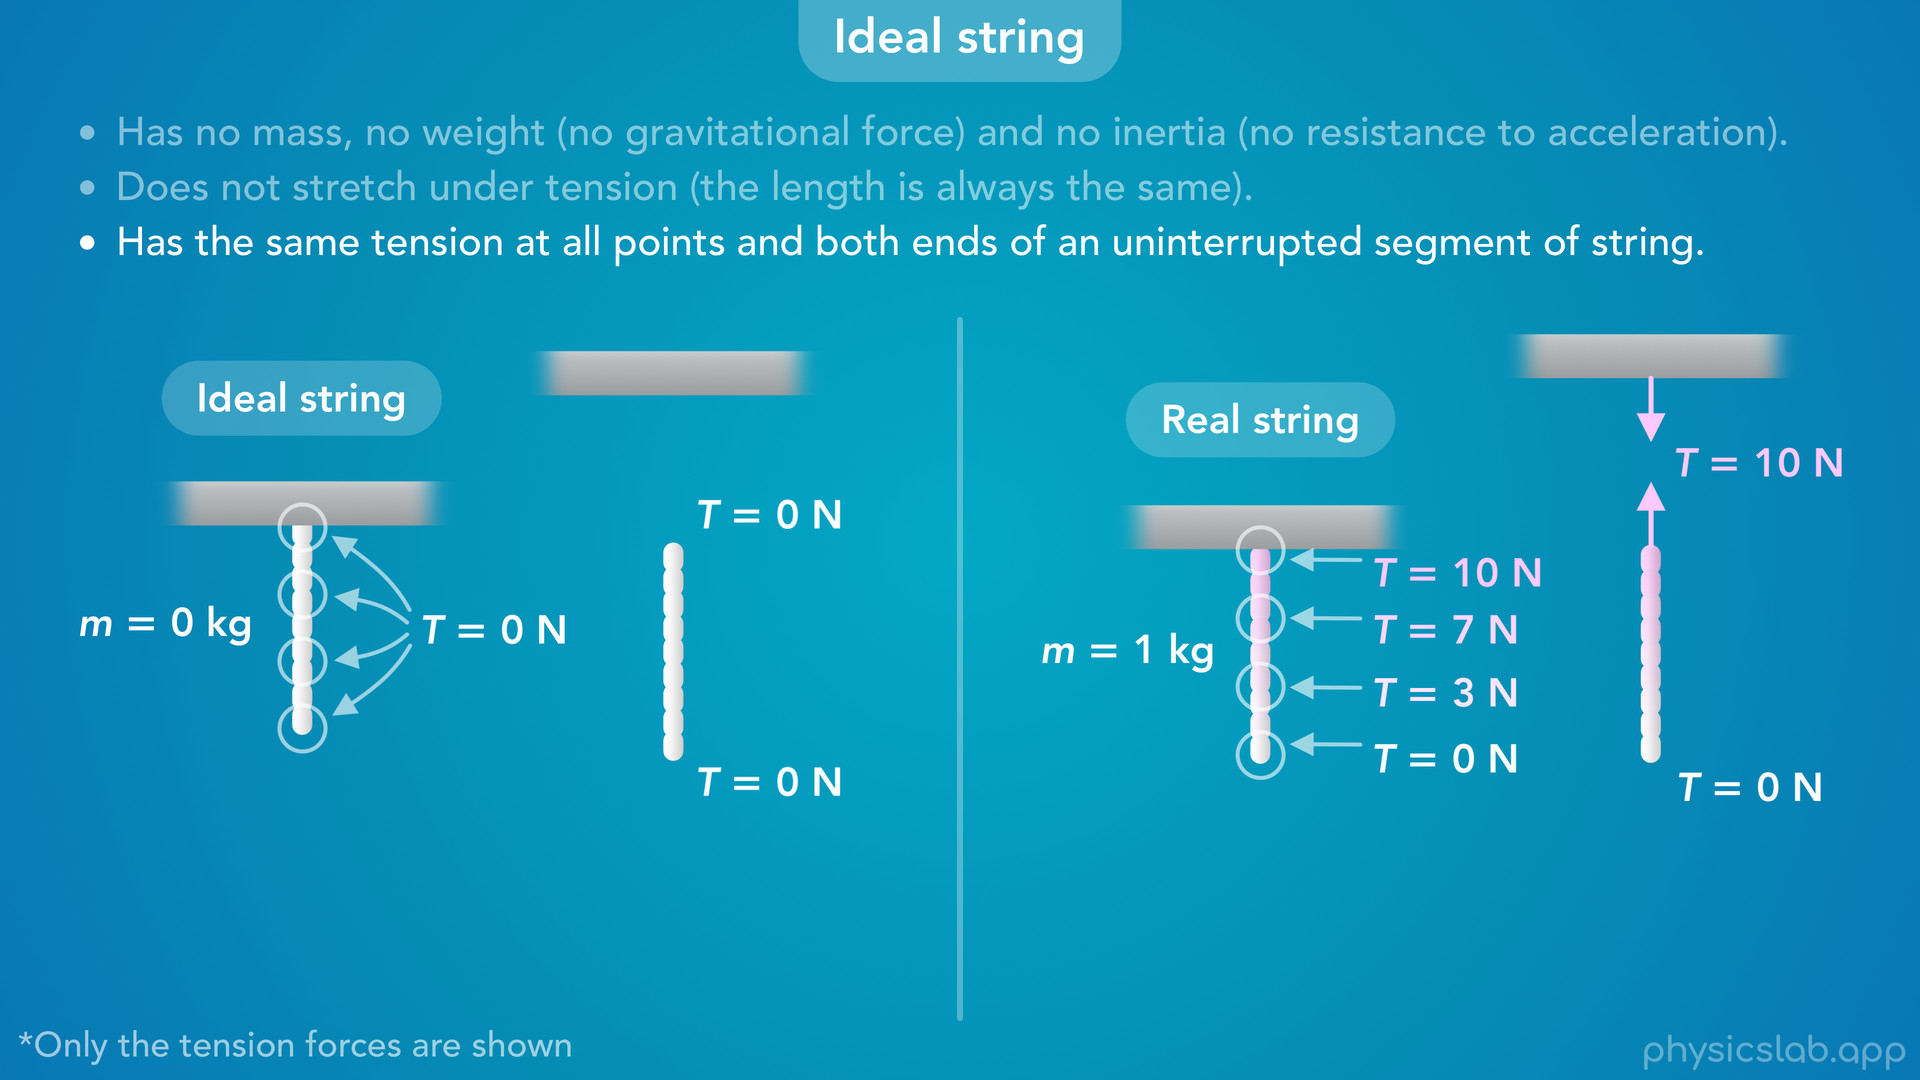 Ideal string
• Has no mass, no weight (no gravitational force) and no inertia (no resistance to acceleration).
• Does not stretch under tension (the length is always the same).
• Has the same tension at all points and both ends of an uninterrupted segment of string.
Ideal string
m = 0 kg
T = 0 N
T = 0 N
T = 0 N
Real string
m = 1 kg
T = 10 N
T = 7 N
T = 3 N
T = 0 N
T = 10 N
T = 0 N
*Only the tension forces are shown
physicslab.app